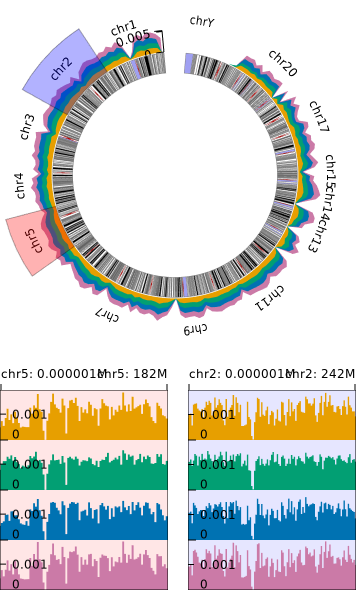 chrY
chr1
0.005
0
chr2
chr20
chr3
chr17
chr4
chr15
chr14
chr13
chr5
chr11
chr7
chr9
chr5: 0.000001M
chr5: 182M
chr2: 0.000001M
chr2: 242M
0.001
0.001
0
0
0.001
0.001
0
0
0.001
0.001
0
0
0.001
0.001
0
0